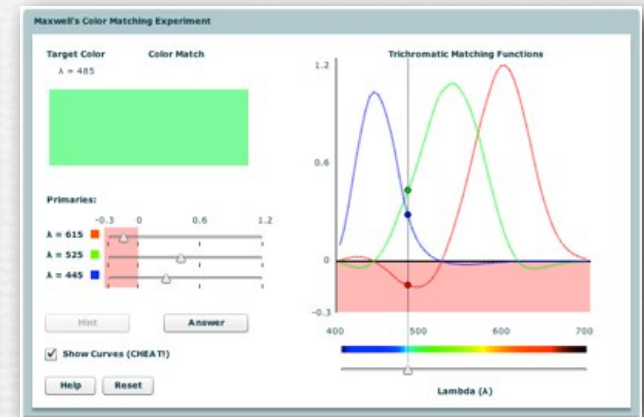 Maxwell's Color Matching Experiment
Target Color
Color Match
λ = 485
Primaries:
-0.3 0 0.6 1.2
λ = 615
λ = 525
λ = 445
Hint
Answer
Show Curves (CHEAT!)
Help
Reset
Trichromatic Matching Functions
1.2
0.6
0
-0.3
400 500 600 700
Lambda (λ)